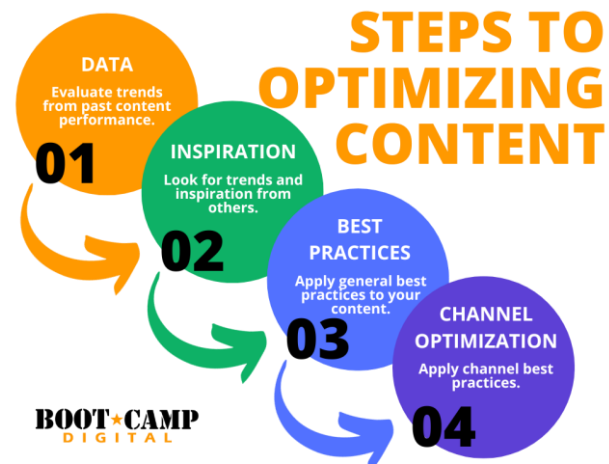 STEPS TO
OPTIMIZING
CONTENT
DATA
Evaluate trends
from past content
performance.
01
INSPIRATION
Look for trends and
inspiration from
others.
02
BEST
PRACTICES
Apply general best
practices to your
content.
03
CHANNEL
OPTIMIZATION
Apply channel best
practices.
04
BOOT★CAMP
DIGITAL